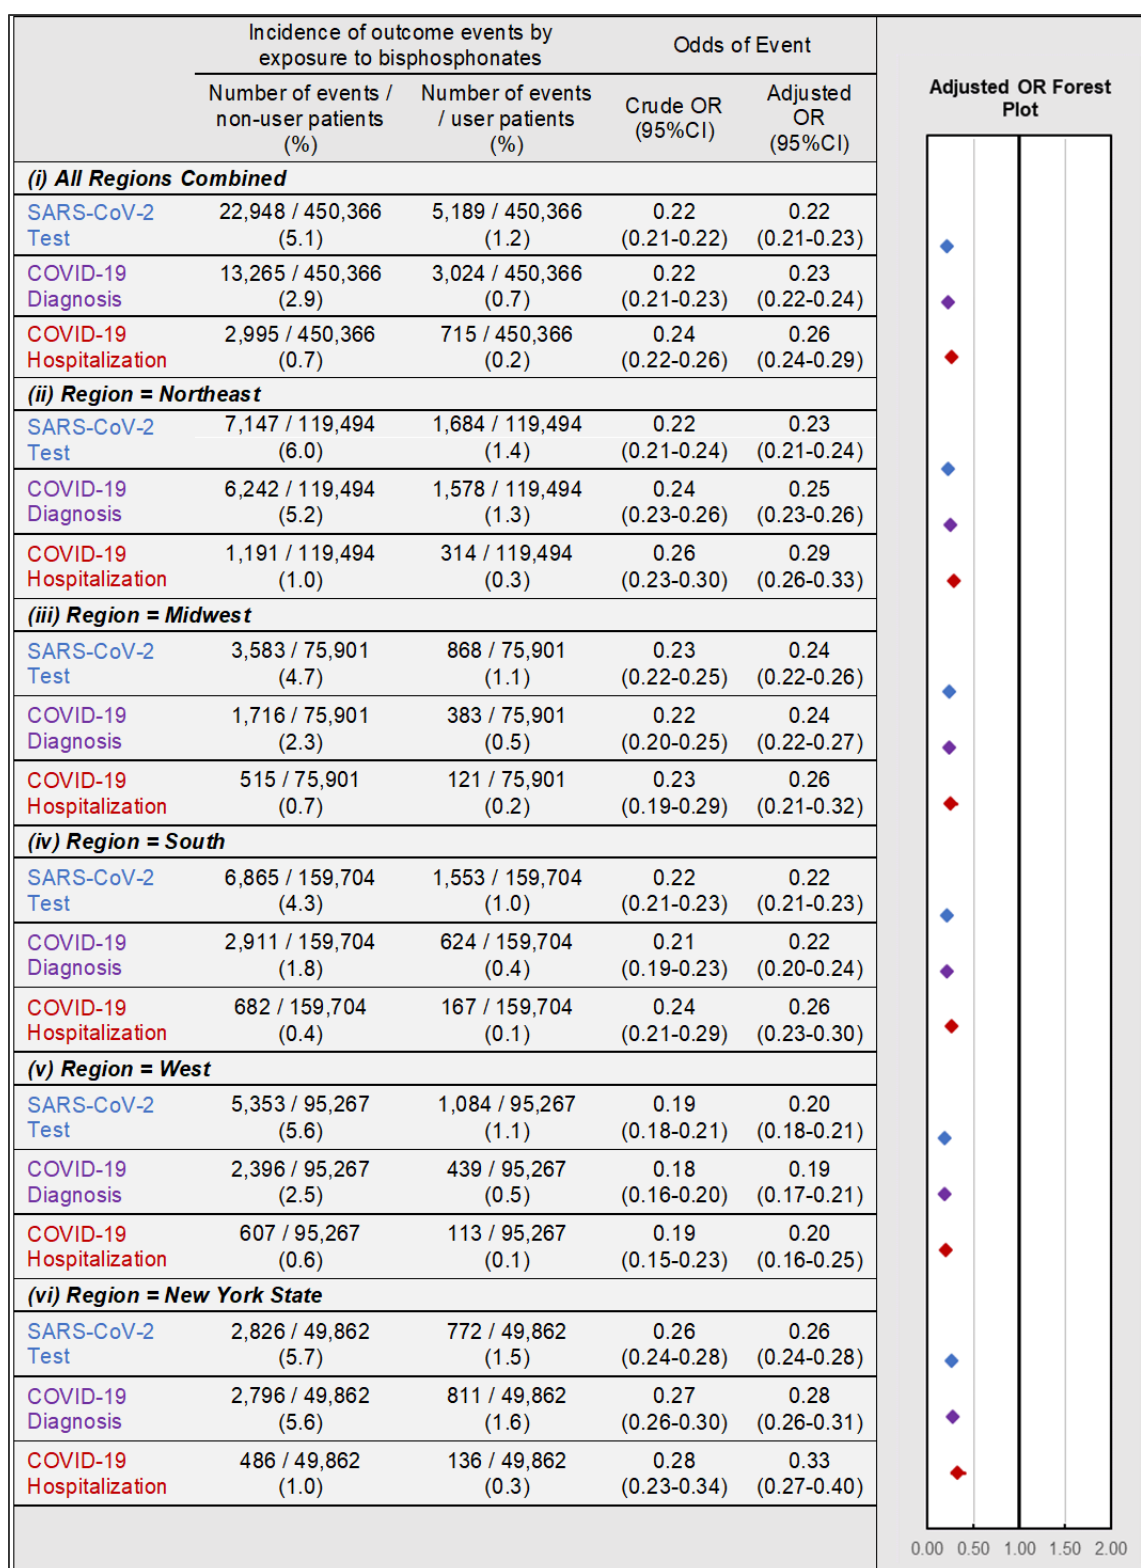 Incidence of outcome events by
exposure to bisphosphonates
Odds of Event
Number of events /
non-user patients
(%)
Number of events
/ user patients
(%)
Crude OR
(95%CI)
Adjusted
OR
(95%CI)
Adjusted OR Forest
Plot
(i) All Regions Combined
SARS-CoV-2 22,948 / 450,366 5,189 / 450,366 0.22 0.22
Test (5.1) (1.2) (0.21-0.22) (0.21-0.23)
COVID-19 13,265 / 450,366 3,024 / 450,366 0.22 0.23
Diagnosis (2.9) (0.7) (0.21-0.23) (0.22-0.24)
COVID-19 2,995 / 450,366 715 / 450,366 0.24 0.26
Hospitalization (0.7) (0.2) (0.22-0.26) (0.24-0.29)
(ii) Region = Northeast
SARS-CoV-2 7,147 / 119,494 1,684 / 119,494 0.22 0.23
Test (6.0) (1.4) (0.21-0.24) (0.21-0.24)
COVID-19 6,242 / 119,494 1,578 / 119,494 0.24 0.25
Diagnosis (5.2) (1.3) (0.23-0.26) (0.23-0.26)
COVID-19 1,191 / 119,494 314 / 119,494 0.26 0.29
Hospitalization (1.0) (0.3) (0.23-0.30) (0.26-0.33)
(iii) Region = Midwest
SARS-CoV-2 3,583 / 75,901 868 / 75,901 0.23 0.24
Test (4.7) (1.1) (0.22-0.25) (0.22-0.26)
COVID-19 1,716 / 75,901 383 / 75,901 0.22 0.24
Diagnosis (2.3) (0.5) (0.20-0.25) (0.22-0.27)
COVID-19 515 / 75,901 121 / 75,901 0.23 0.26
Hospitalization (0.7) (0.2) (0.19-0.29) (0.21-0.32)
(iv) Region = South
SARS-CoV-2 6,865 / 159,704 1,553 / 159,704 0.22 0.22
Test (4.3) (1.0) (0.21-0.23) (0.21-0.23)
COVID-19 2,911 / 159,704 624 / 159,704 0.21 0.22
Diagnosis (1.8) (0.4) (0.19-0.23) (0.20-0.24)
COVID-19 682 / 159,704 167 / 159,704 0.24 0.26
Hospitalization (0.4) (0.1) (0.21-0.29) (0.23-0.30)
(v) Region = West
SARS-CoV-2 5,353 / 95,267 1,084 / 95,267 0.19 0.20
Test (5.6) (1.1) (0.18-0.21) (0.18-0.21)
COVID-19 2,396 / 95,267 439 / 95,267 0.18 0.19
Diagnosis (2.5) (0.5) (0.16-0.20) (0.17-0.21)
COVID-19 607 / 95,267 113 / 95,267 0.19 0.20
Hospitalization (0.6) (0.1) (0.15-0.23) (0.16-0.25)
(vi) Region = New York State
SARS-CoV-2 2,826 / 49,862 772 / 49,862 0.26 0.26
Test (5.7) (1.5) (0.24-0.28) (0.24-0.28)
COVID-19 2,796 / 49,862 811 / 49,862 0.27 0.28
Diagnosis (5.6) (1.6) (0.26-0.30) (0.26-0.31)
COVID-19 486 / 49,862 136 / 49,862 0.28 0.33
Hospitalization (1.0) (0.3) (0.23-0.34) (0.27-0.40)
0.00 0.50 1.00 1.50 2.00